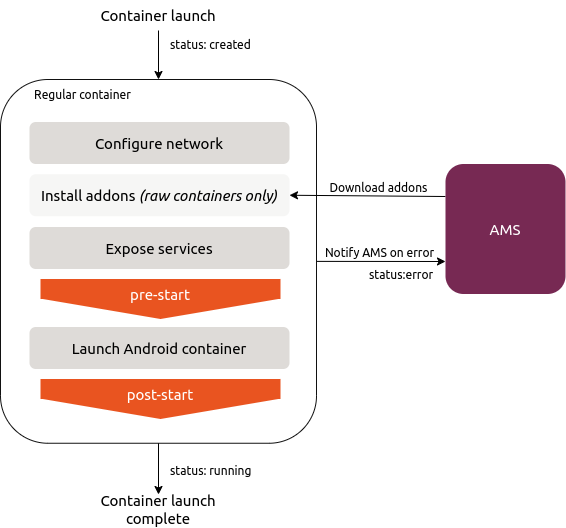 Container launch
status: created
Regular container
Configure network
Install addons (raw containers only)
Download addons
AMS
Expose services
Notify AMS on error
status:error
pre-start
Launch Android container
post-start
status: running
Container launch
complete